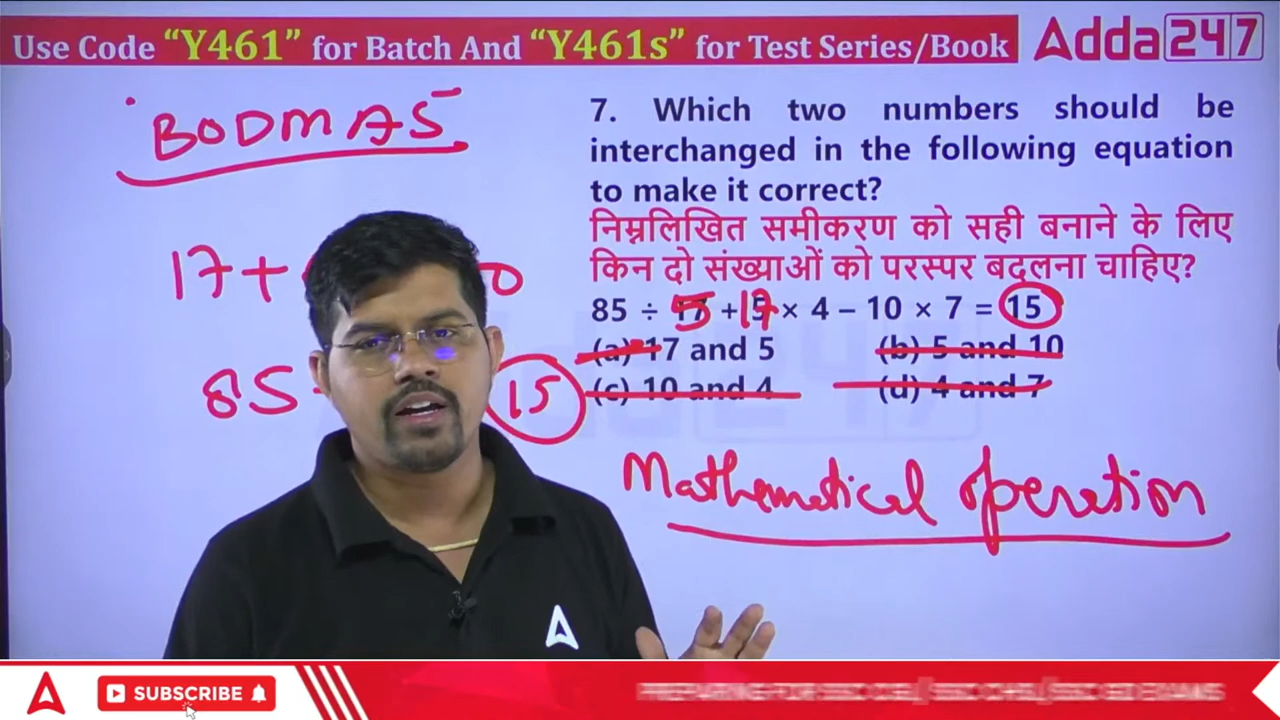 Use Code “Y461” for Batch And “Y461s” for Test Series/Book
Adda247
BODMAS
7. Which two numbers should be
interchanged in the following equation
to make it correct?
निम्नलिखित समीकरण को सही बनाने के लिए
किन दो संख्याओं को परस्पर बदलना चाहिए?
17+
85 ÷ 5 + 17 × 4 – 10 × 7 = 15
(a) 17 and 5
(b) 5 and 10
(c) 10 and 4
(d) 4 and 7
85
15
Mathematical operation
SUBSCRIBE